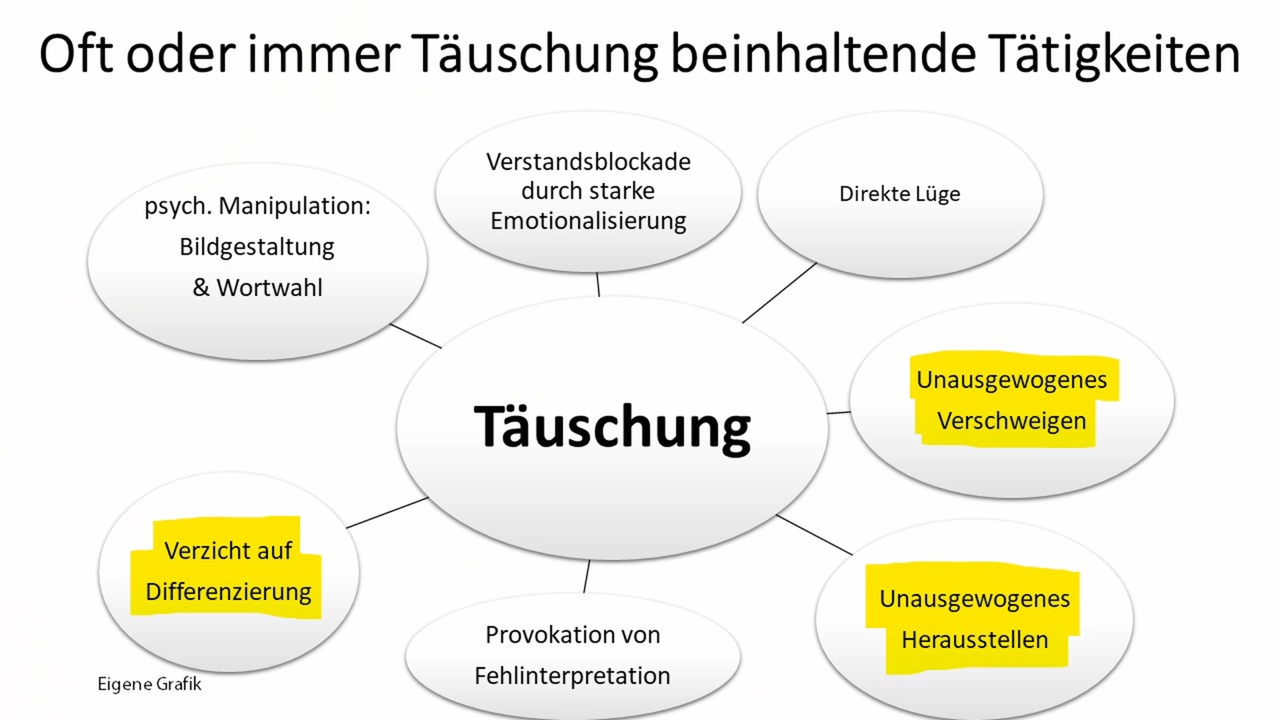 Oft oder immer Täuschung beinhaltende Tätigkeiten
psych. Manipulation:
Bildgestaltung
& Wortwahl
Verstandsblockade
durch starke
Emotionalisierung
Direkte Lüge
Unausgewogenes
Verschweigen
Täuschung
Verzicht auf
Differenzierung
Provokation von
Fehlinterpretation
Unausgewogenes
Herausstellen
Eigene Grafik